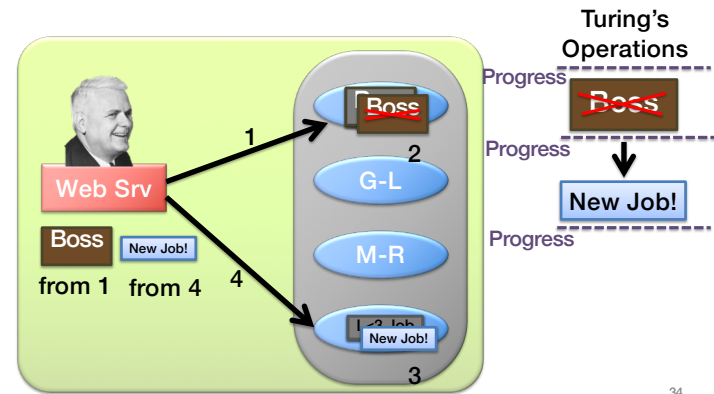 Turing's
Operations
Progress
Boss
Progress
New Job!
Progress
Boss
1
2
Web Srv
G-L
Boss
New Job!
M-R
from 1
from 4
4
Job
New Job!
3
34